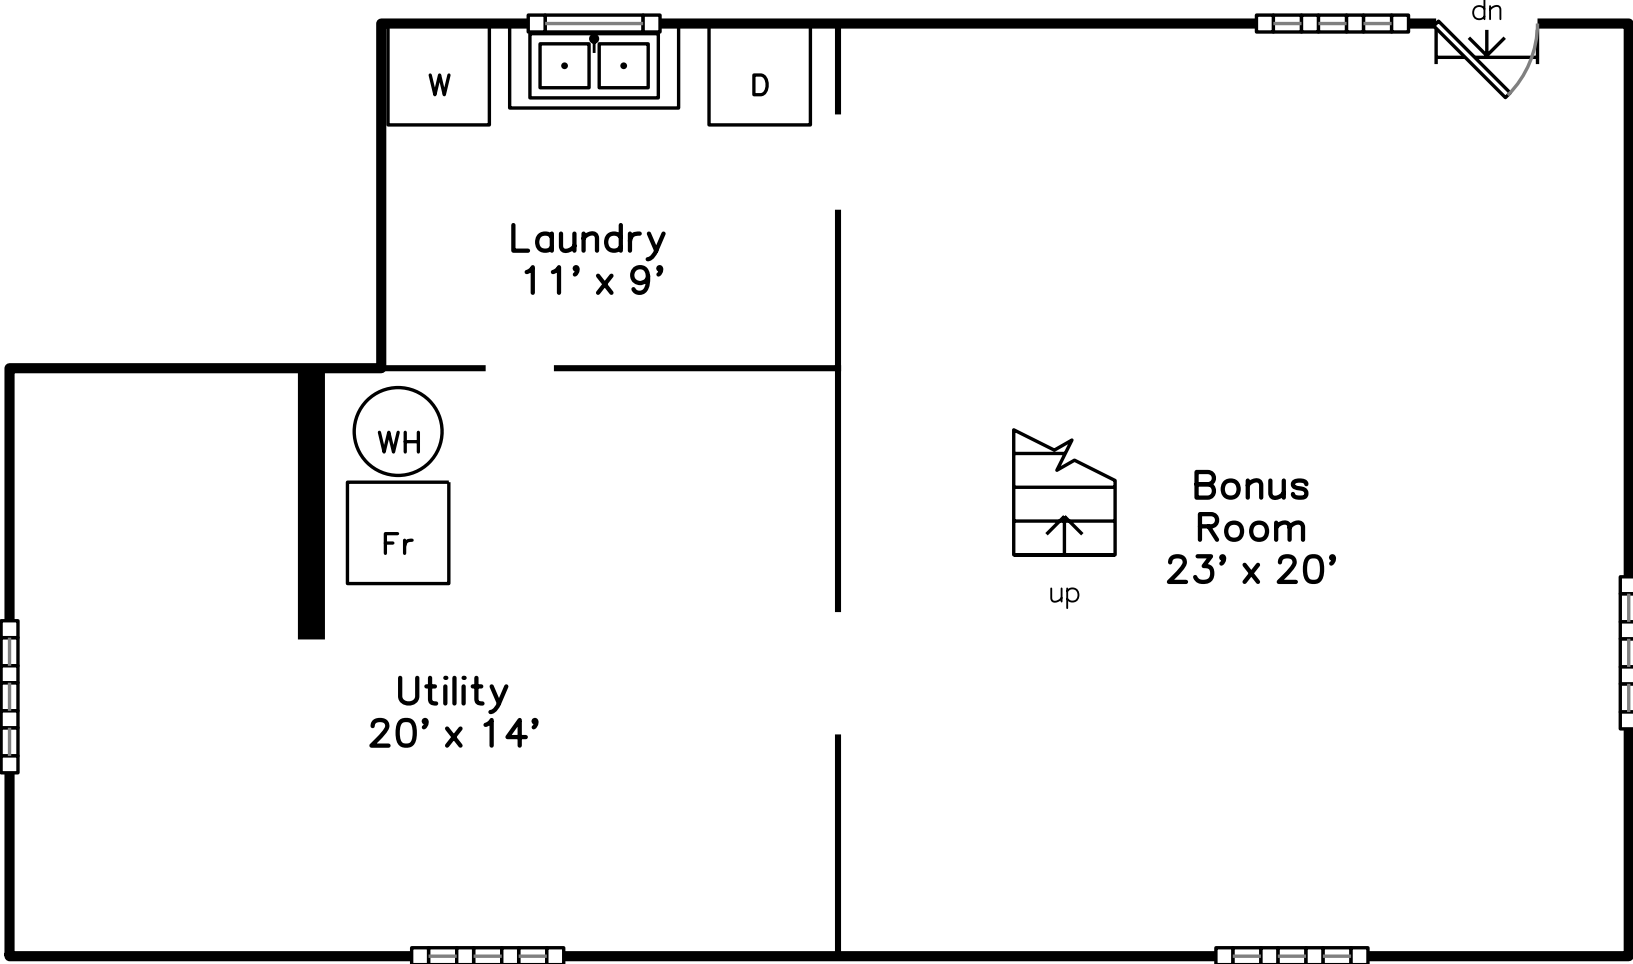 dn
W
D
Laundry
11' x 9'
WH
Fr
Bonus
Room
23' x 20'
up
Utility
20' x 14'